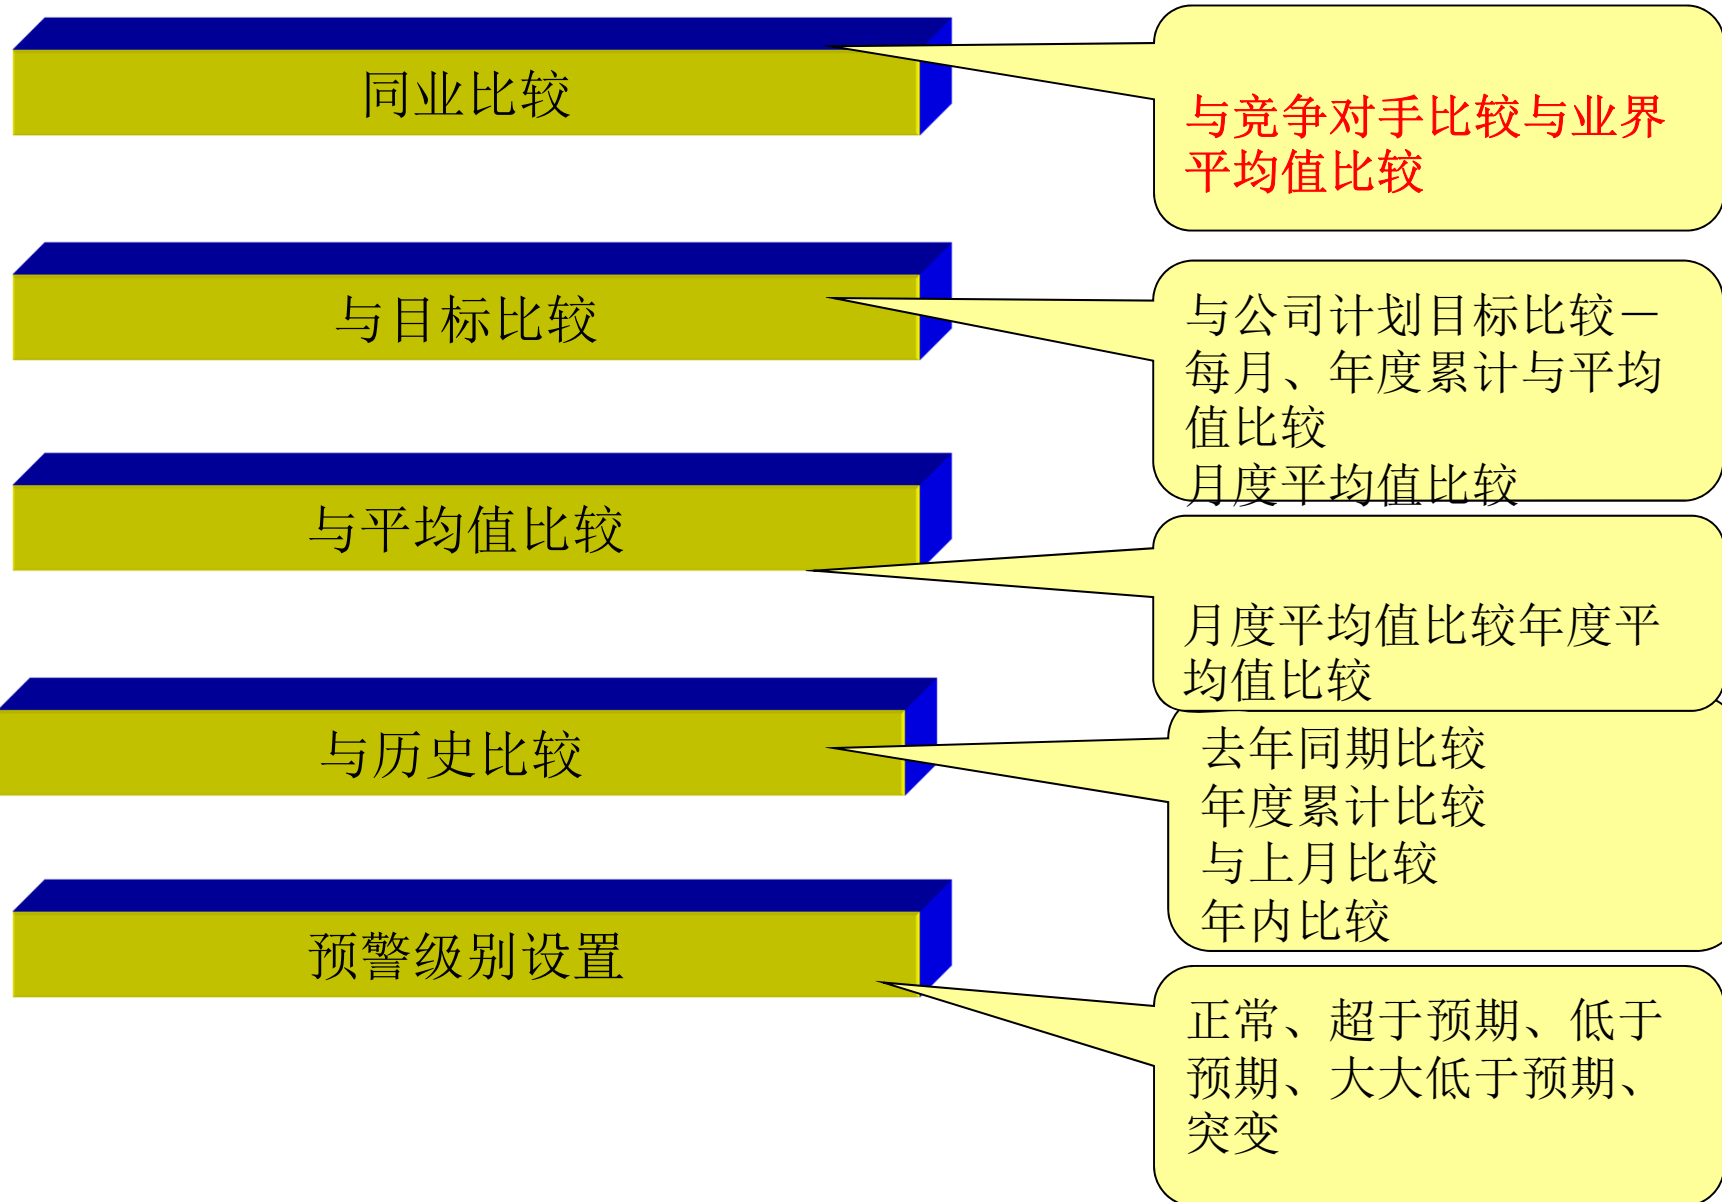 同业比较
与竞争对手比较与业界
平均值比较
与目标比较
与公司计划目标比较－
每月、年度累计与平均
值比较
月度平均值比较
与平均值比较
月度平均值比较年度平
均值比较
与历史比较
去年同期比较
年度累计比较
与上月比较
年内比较
预警级别设置
正常、超于预期、低于
预期、大大低于预期、
突变